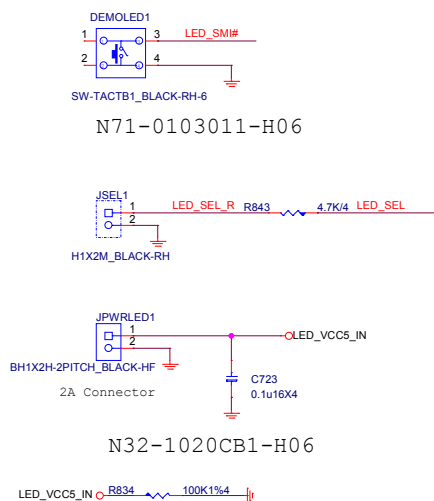 DEMOLED1
1 3 LED_SMI#
2 4
SW-TACTB1_BLACK-RH-6
N71-0103011-H06
JSEL1
1 LED_SEL_R R843 4.7K/4 LED_SEL
2
H1X2M_BLACK-RH
JPWRLED1
1 LED_VCC5_IN
2
BH1X2H-2PITCH_BLACK-HF
C723
2A Connector 0.1u16X4
N32-1020CB1-H06
LED_VCC5_IN R834 100K1%4